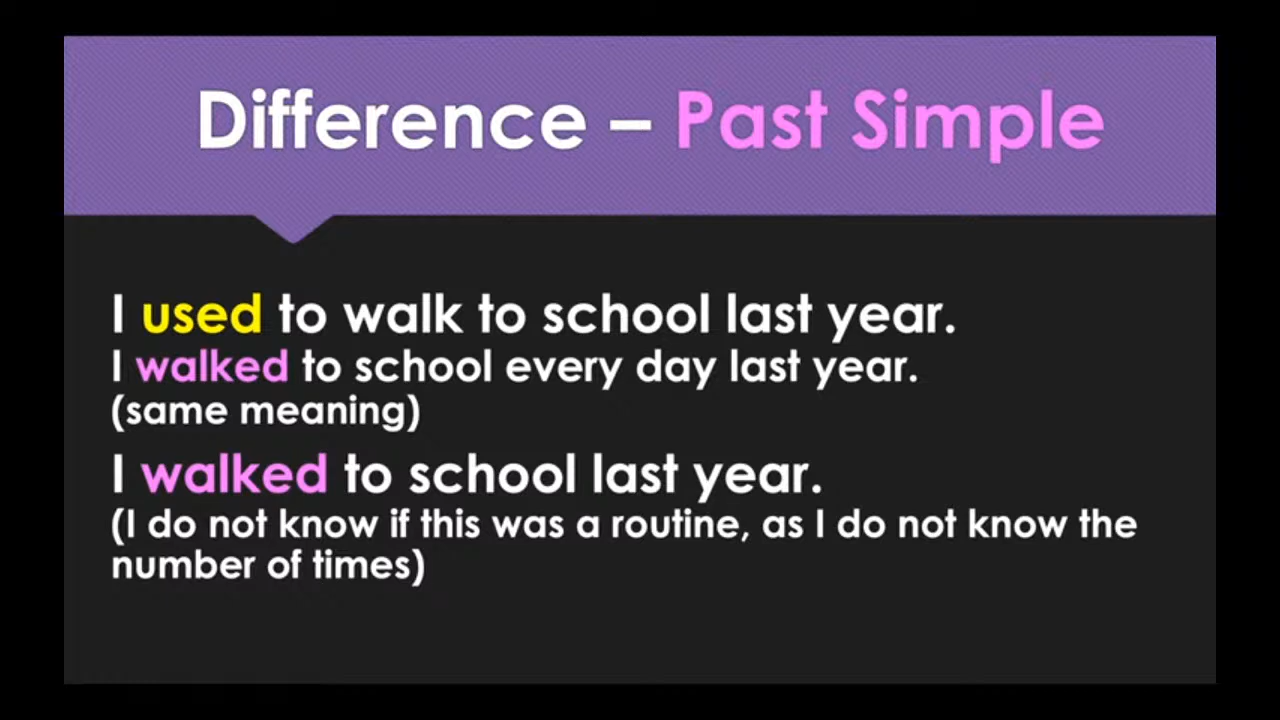 Difference – Past Simple
I used to walk to school last year.
I walked to school every day last year.
(same meaning)
I walked to school last year.
(I do not know if this was a routine, as I do not know the
number of times)